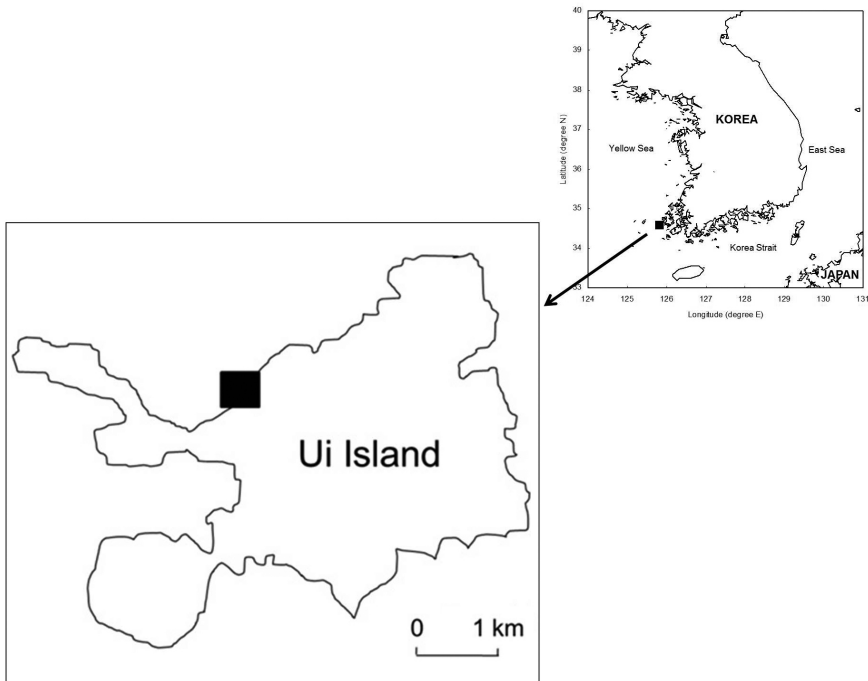 40
39
38
37
36
35
34
33
Latitude (degree N)
KOREA
Yellow Sea
East Sea
Korea Strait
JAPAN
124 125 126 127 128 129 130 131
Longitude (degree E)
Ui Island
0 1 km